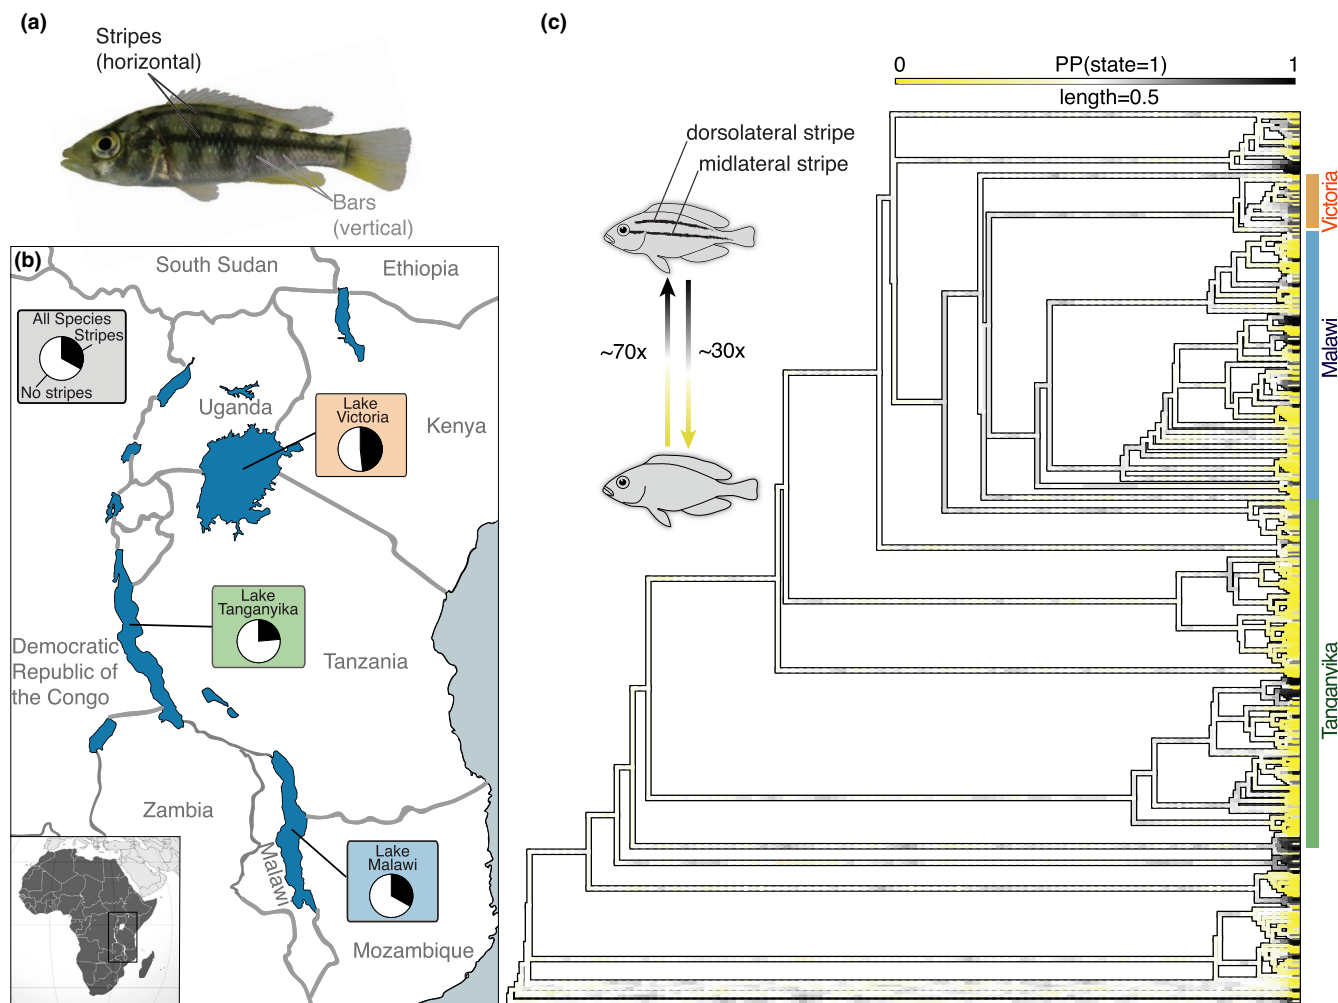 (a)
Stripes
(horizontal)
Bars
(vertical)
(b)
South Sudan
Ethiopia
All Species
Stripes
No stripes
Uganda
Lake
Victoria
Kenya
Lake
Tanganyika
Democratic
Republic of
the Congo
Tanzania
Zambia
Malawi
Lake
Malawi
Mozambique
(c)
0
PP(state=1)
1
length=0.5
dorsolateral stripe
midlateral stripe
~70x
~30x
Victoria
Malawi
Tanganyika